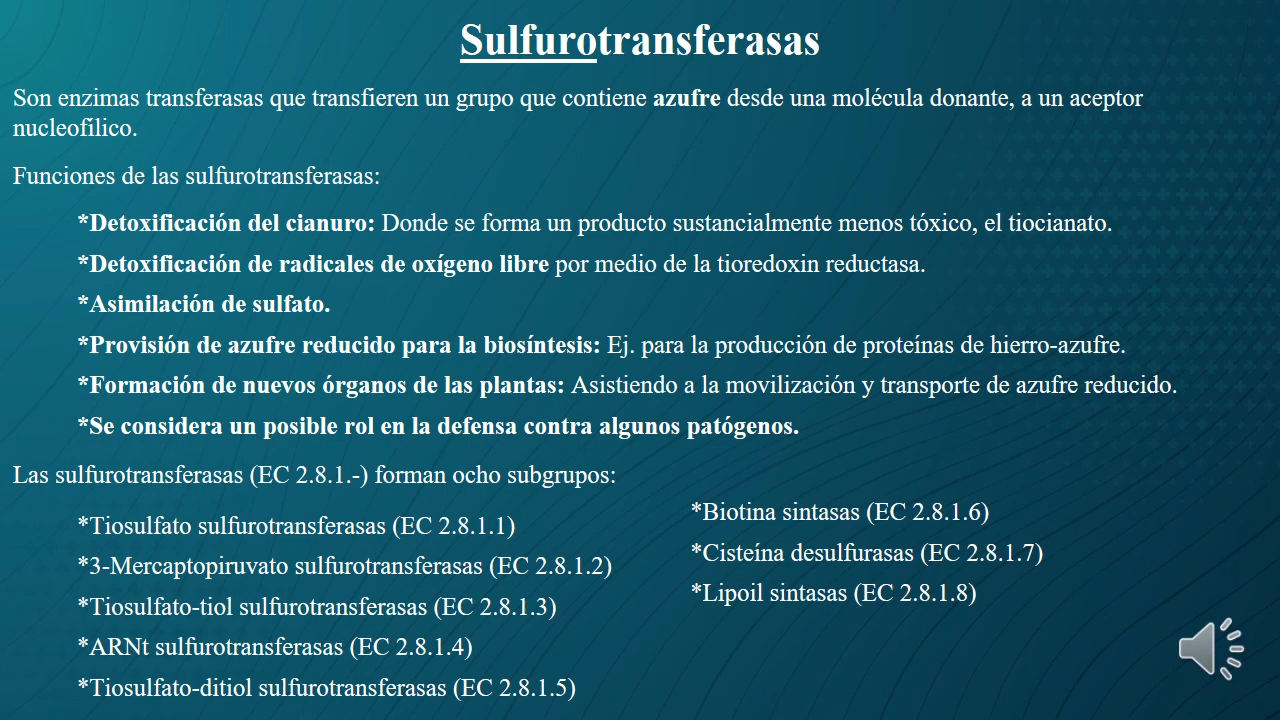 Sulfurotransferasas
Son enzimas transferasas que transfieren un grupo que contiene azufre desde una molécula donante, a un aceptor
nucleofílico.
Funciones de las sulfurotransferasas:
*Detoxificación del cianuro: Donde se forma un producto sustancialmente menos tóxico, el tiocianato.
*Detoxificación de radicales de oxígeno libre por medio de la tioredoxin reductasa.
*Asimilación de sulfato.
*Provisión de azufre reducido para la biosíntesis: Ej. para la producción de proteínas de hierro-azufre.
*Formación de nuevos órganos de las plantas: Asistiendo a la movilización y transporte de azufre reducido.
*Se considera un posible rol en la defensa contra algunos patógenos.
Las sulfurotransferasas (EC 2.8.1.-) forman ocho subgrupos:
*Tiosulfato sulfurotransferasas (EC 2.8.1.1)
*3-Mercaptopiruvato sulfurotransferasas (EC 2.8.1.2)
*Tiosulfato-tiol sulfurotransferasas (EC 2.8.1.3)
*ARNt sulfurotransferasas (EC 2.8.1.4)
*Tiosulfato-ditiol sulfurotransferasas (EC 2.8.1.5)
*Biotina sintasas (EC 2.8.1.6)
*Cisteína desulfurasas (EC 2.8.1.7)
*Lipoil sintasas (EC 2.8.1.8)